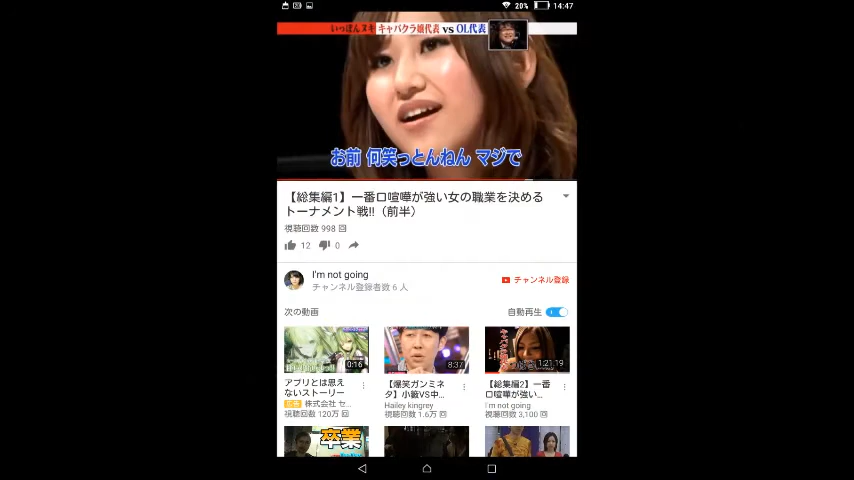 20% 14:47
いっぽんヌキ キャバクラ嬢代表 vs OL代表
お前 何笑っとんねん マジで
【総集編1】一番口喧嘩が強い女の職業を決める
トーナメント戦!!（前半）
視聴回数 998 回
12 0
I'm not going
チャンネル登録者数 6 人
チャンネル登録
次の動画
自動再生
0:16
8:37
1:21:19
アプリとは思え
ないストーリー
広告 株式会社 セ...
視聴回数 120万 回
【爆笑ガンミネ
タ】小籔VS中...
Hailey kingrey
視聴回数 1.6万 回
【総集編2】一番
口喧嘩が強い...
I'm not going
視聴回数 3,100 回
卒業